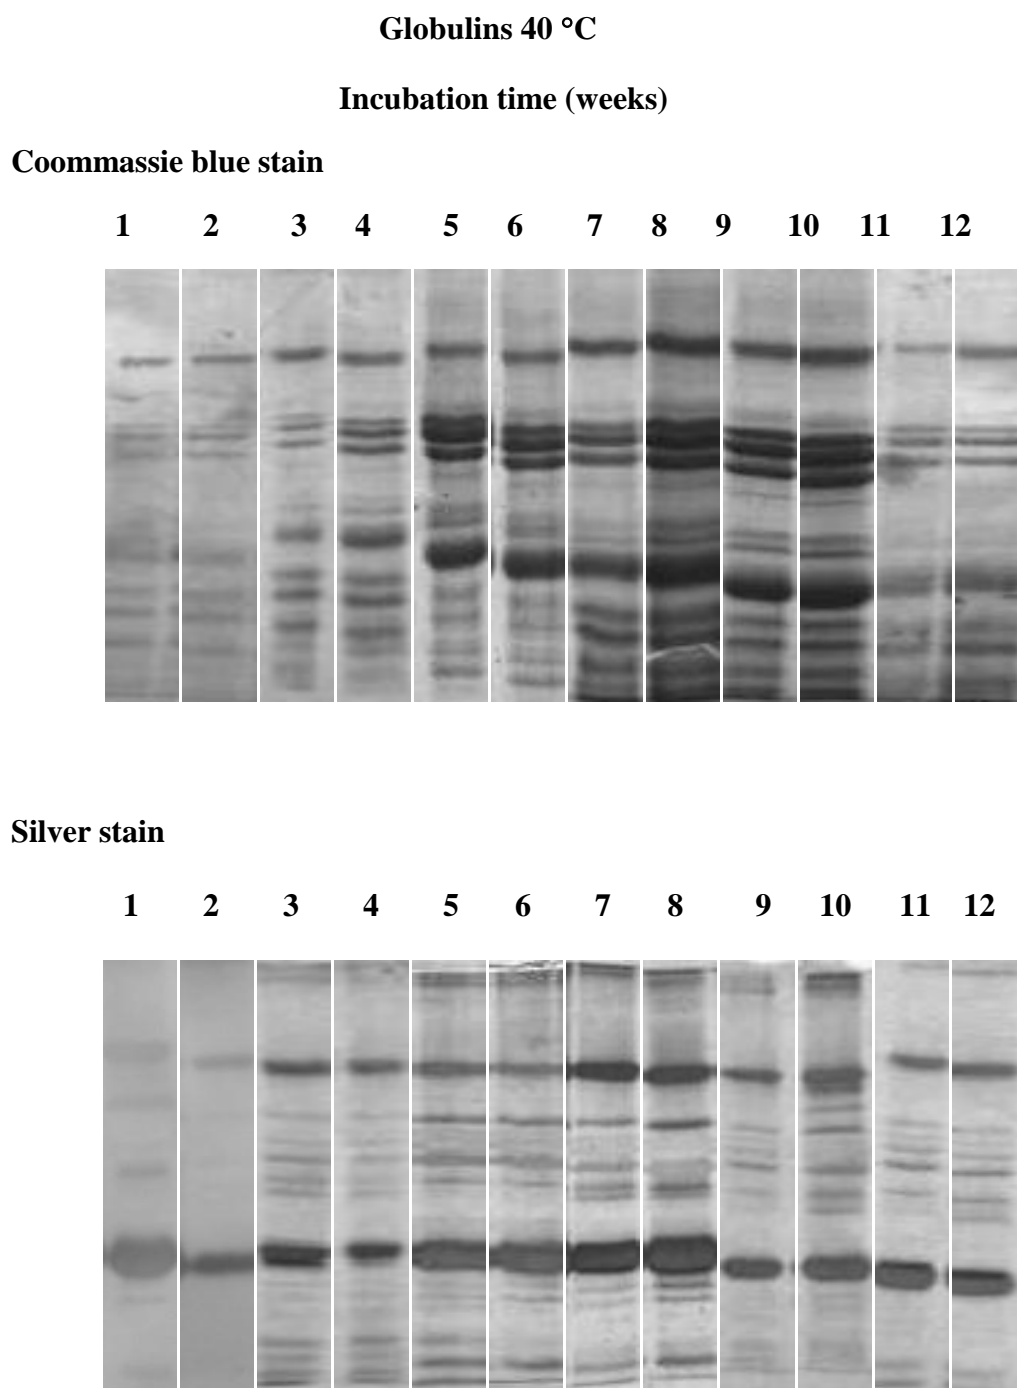 Globulins 40 °C
Incubation time (weeks)
Coommassie blue stain
1 2 3 4 5 6 7 8 9 10 11 12
Silver stain
1 2 3 4 5 6 7 8 9 10 11 12